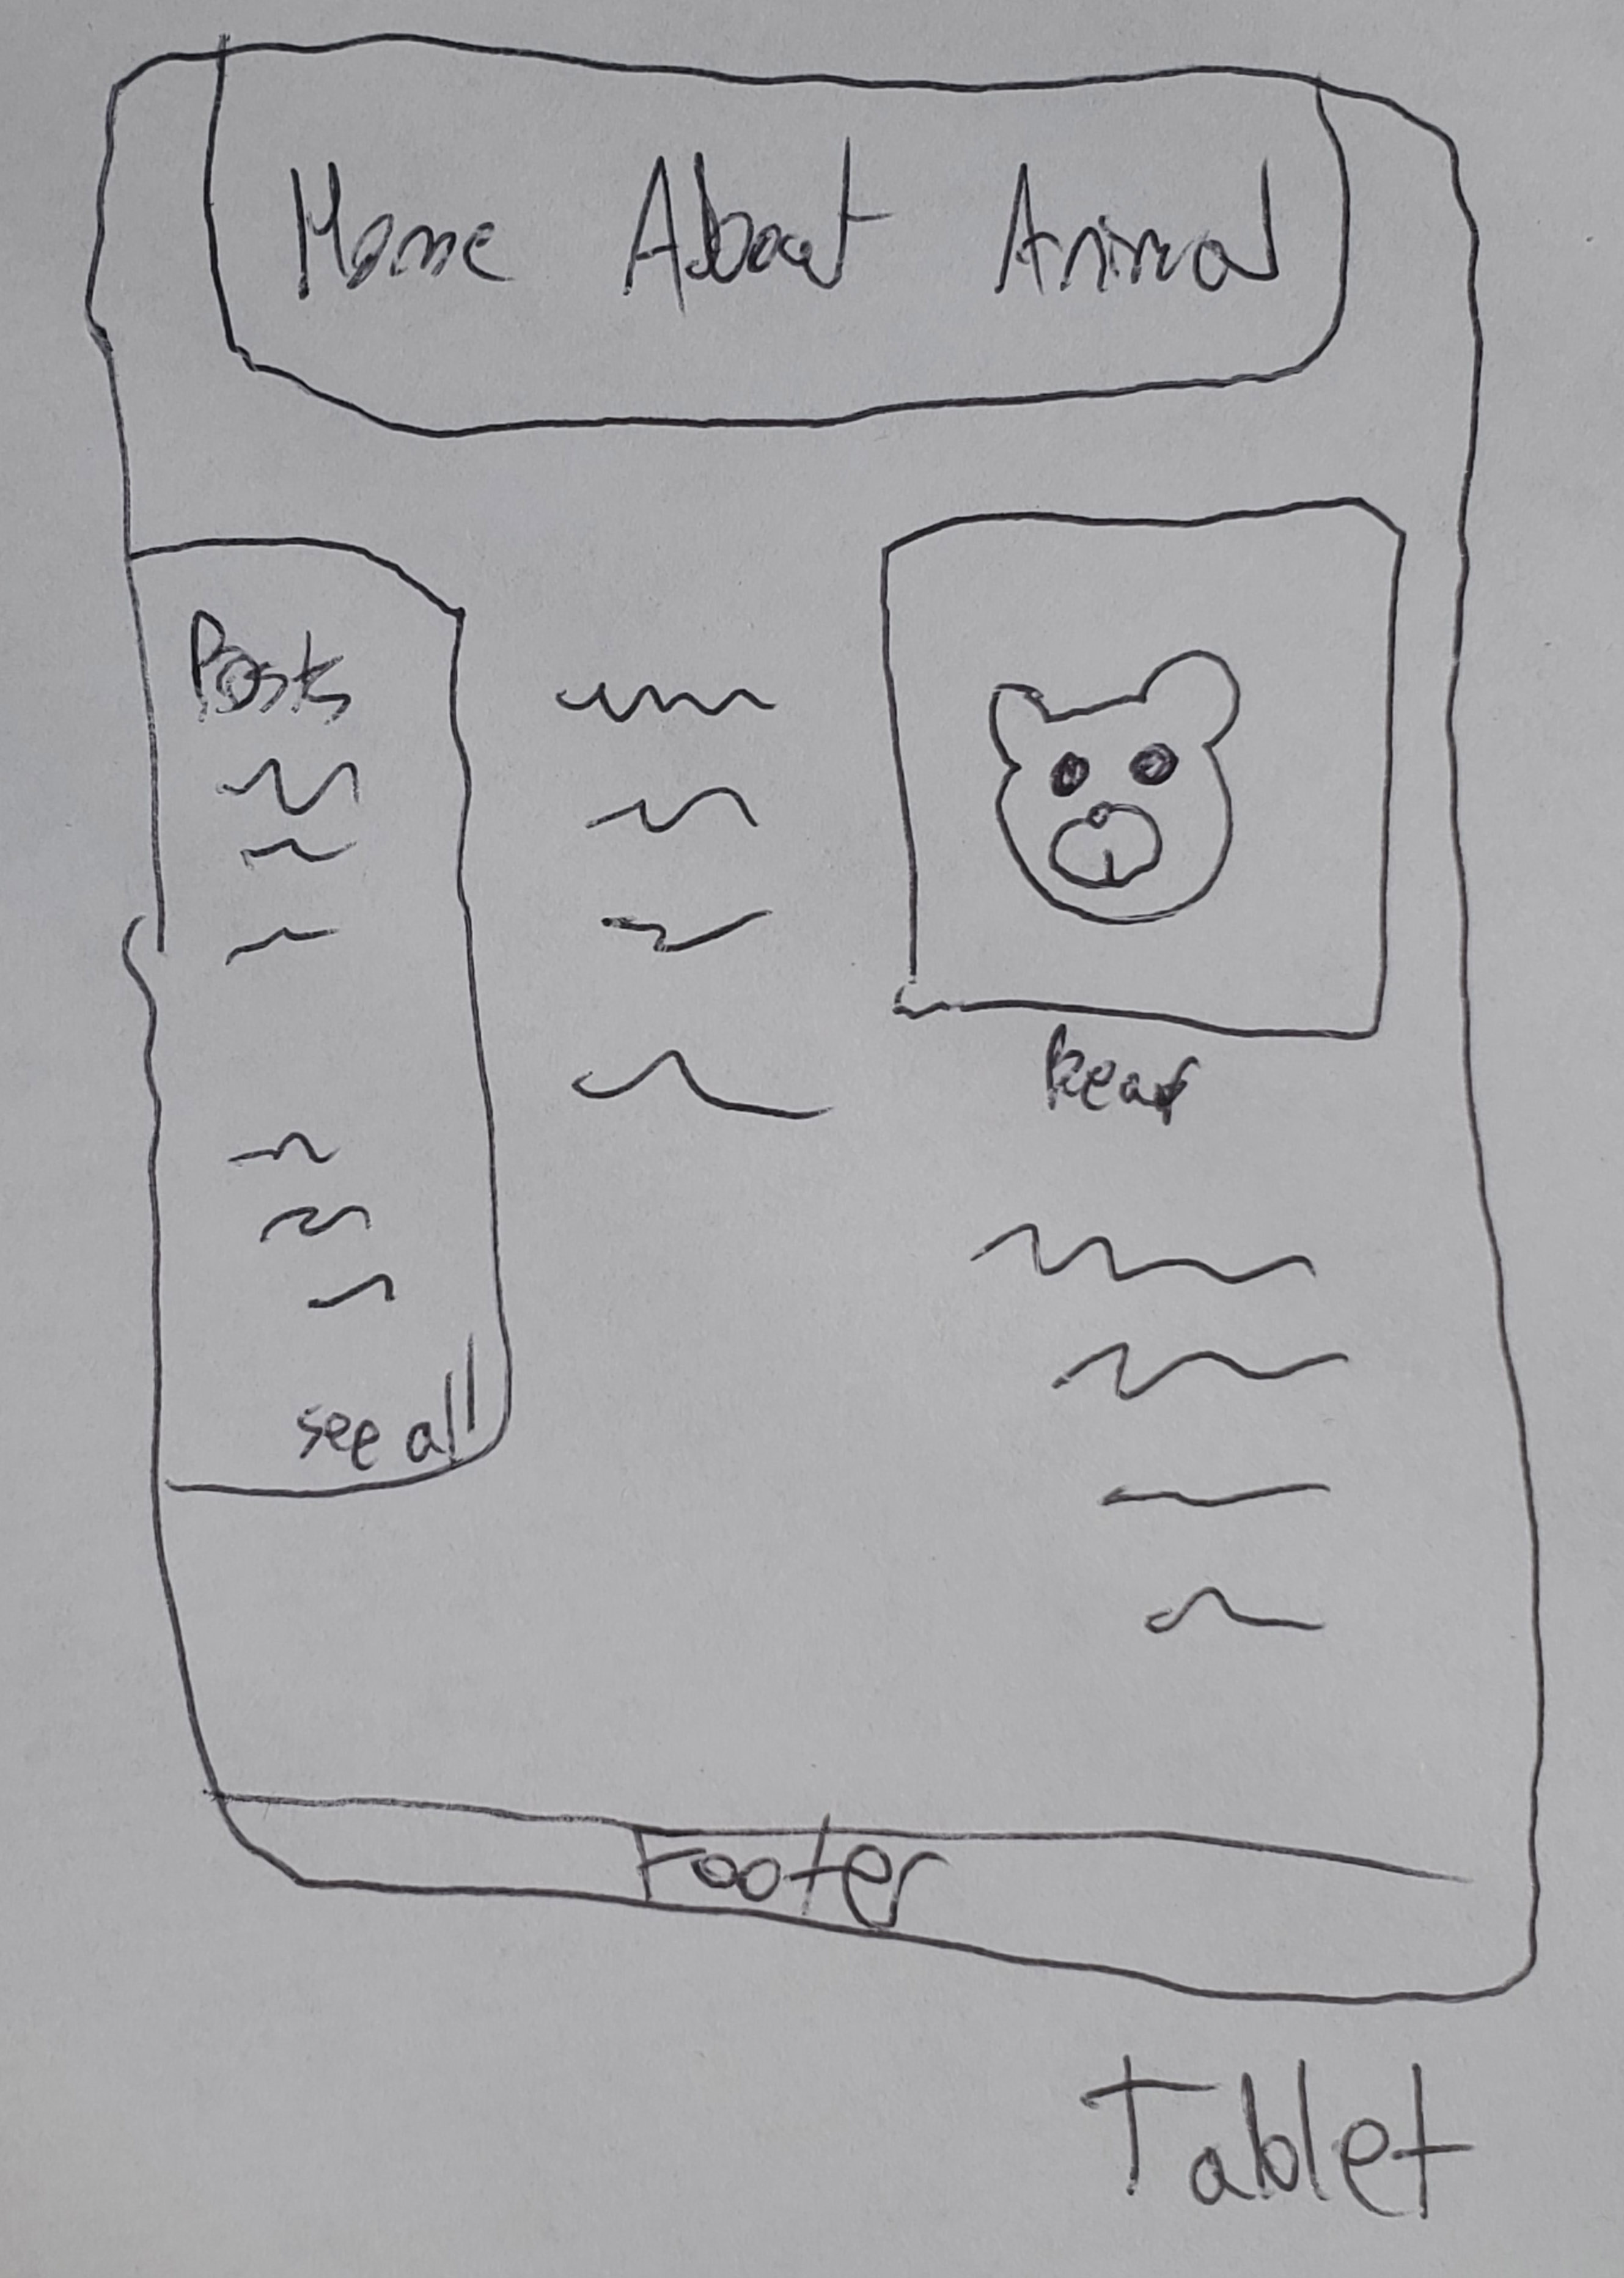 Home About Animal
Posts
see all
Footer
Tablet